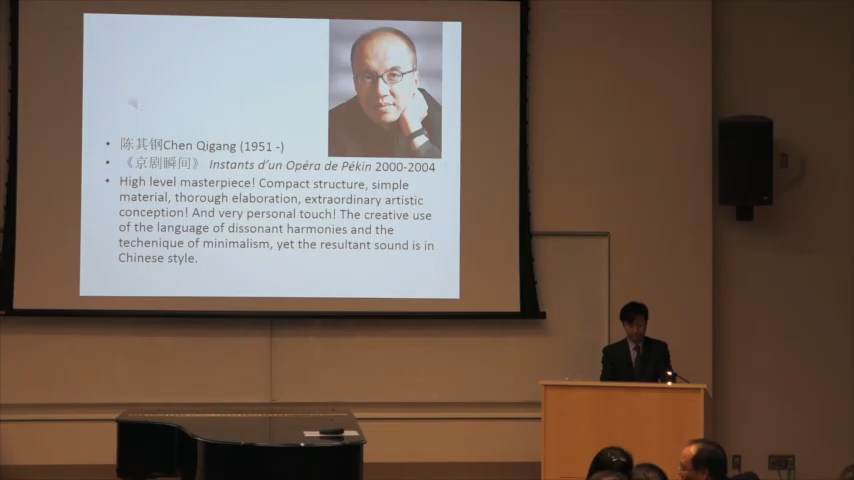 • 陈其钢Chen Qigang (1951 -)
• 《京剧瞬间》 Instants d'un Opéra de Pékin 2000-2004
• High level masterpiece! Compact structure, simple
material, thorough elaboration, extraordinary artistic
conception! And very personal touch! The creative use
of the language of dissonant harmonies and the
techenique of minimalism, yet the resultant sound is in
Chinese style.